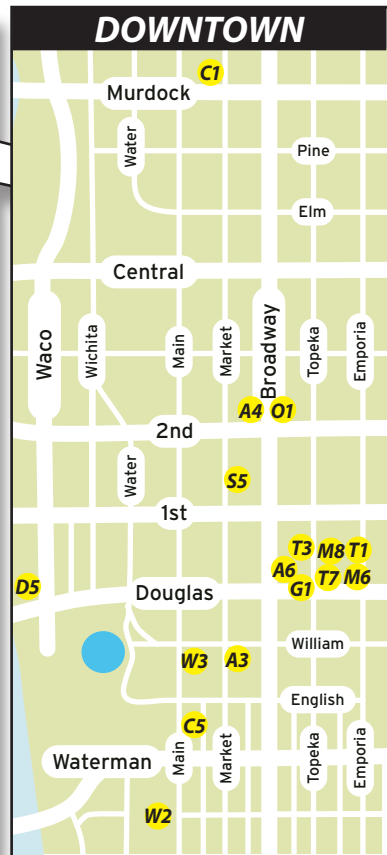 DOWNTOWN
C1
Murdock
Water
Pine
Elm
Central
Waco
Wichita
Main
Market
Broadway
Topeka
Emporia
A4
O1
2nd
Water
S5
1st
T3
M8
T1
A6
D5
G1
T7
M6
Douglas
William
W3
A3
English
C5
Main
Market
Topeka
Emporia
Waterman
W2